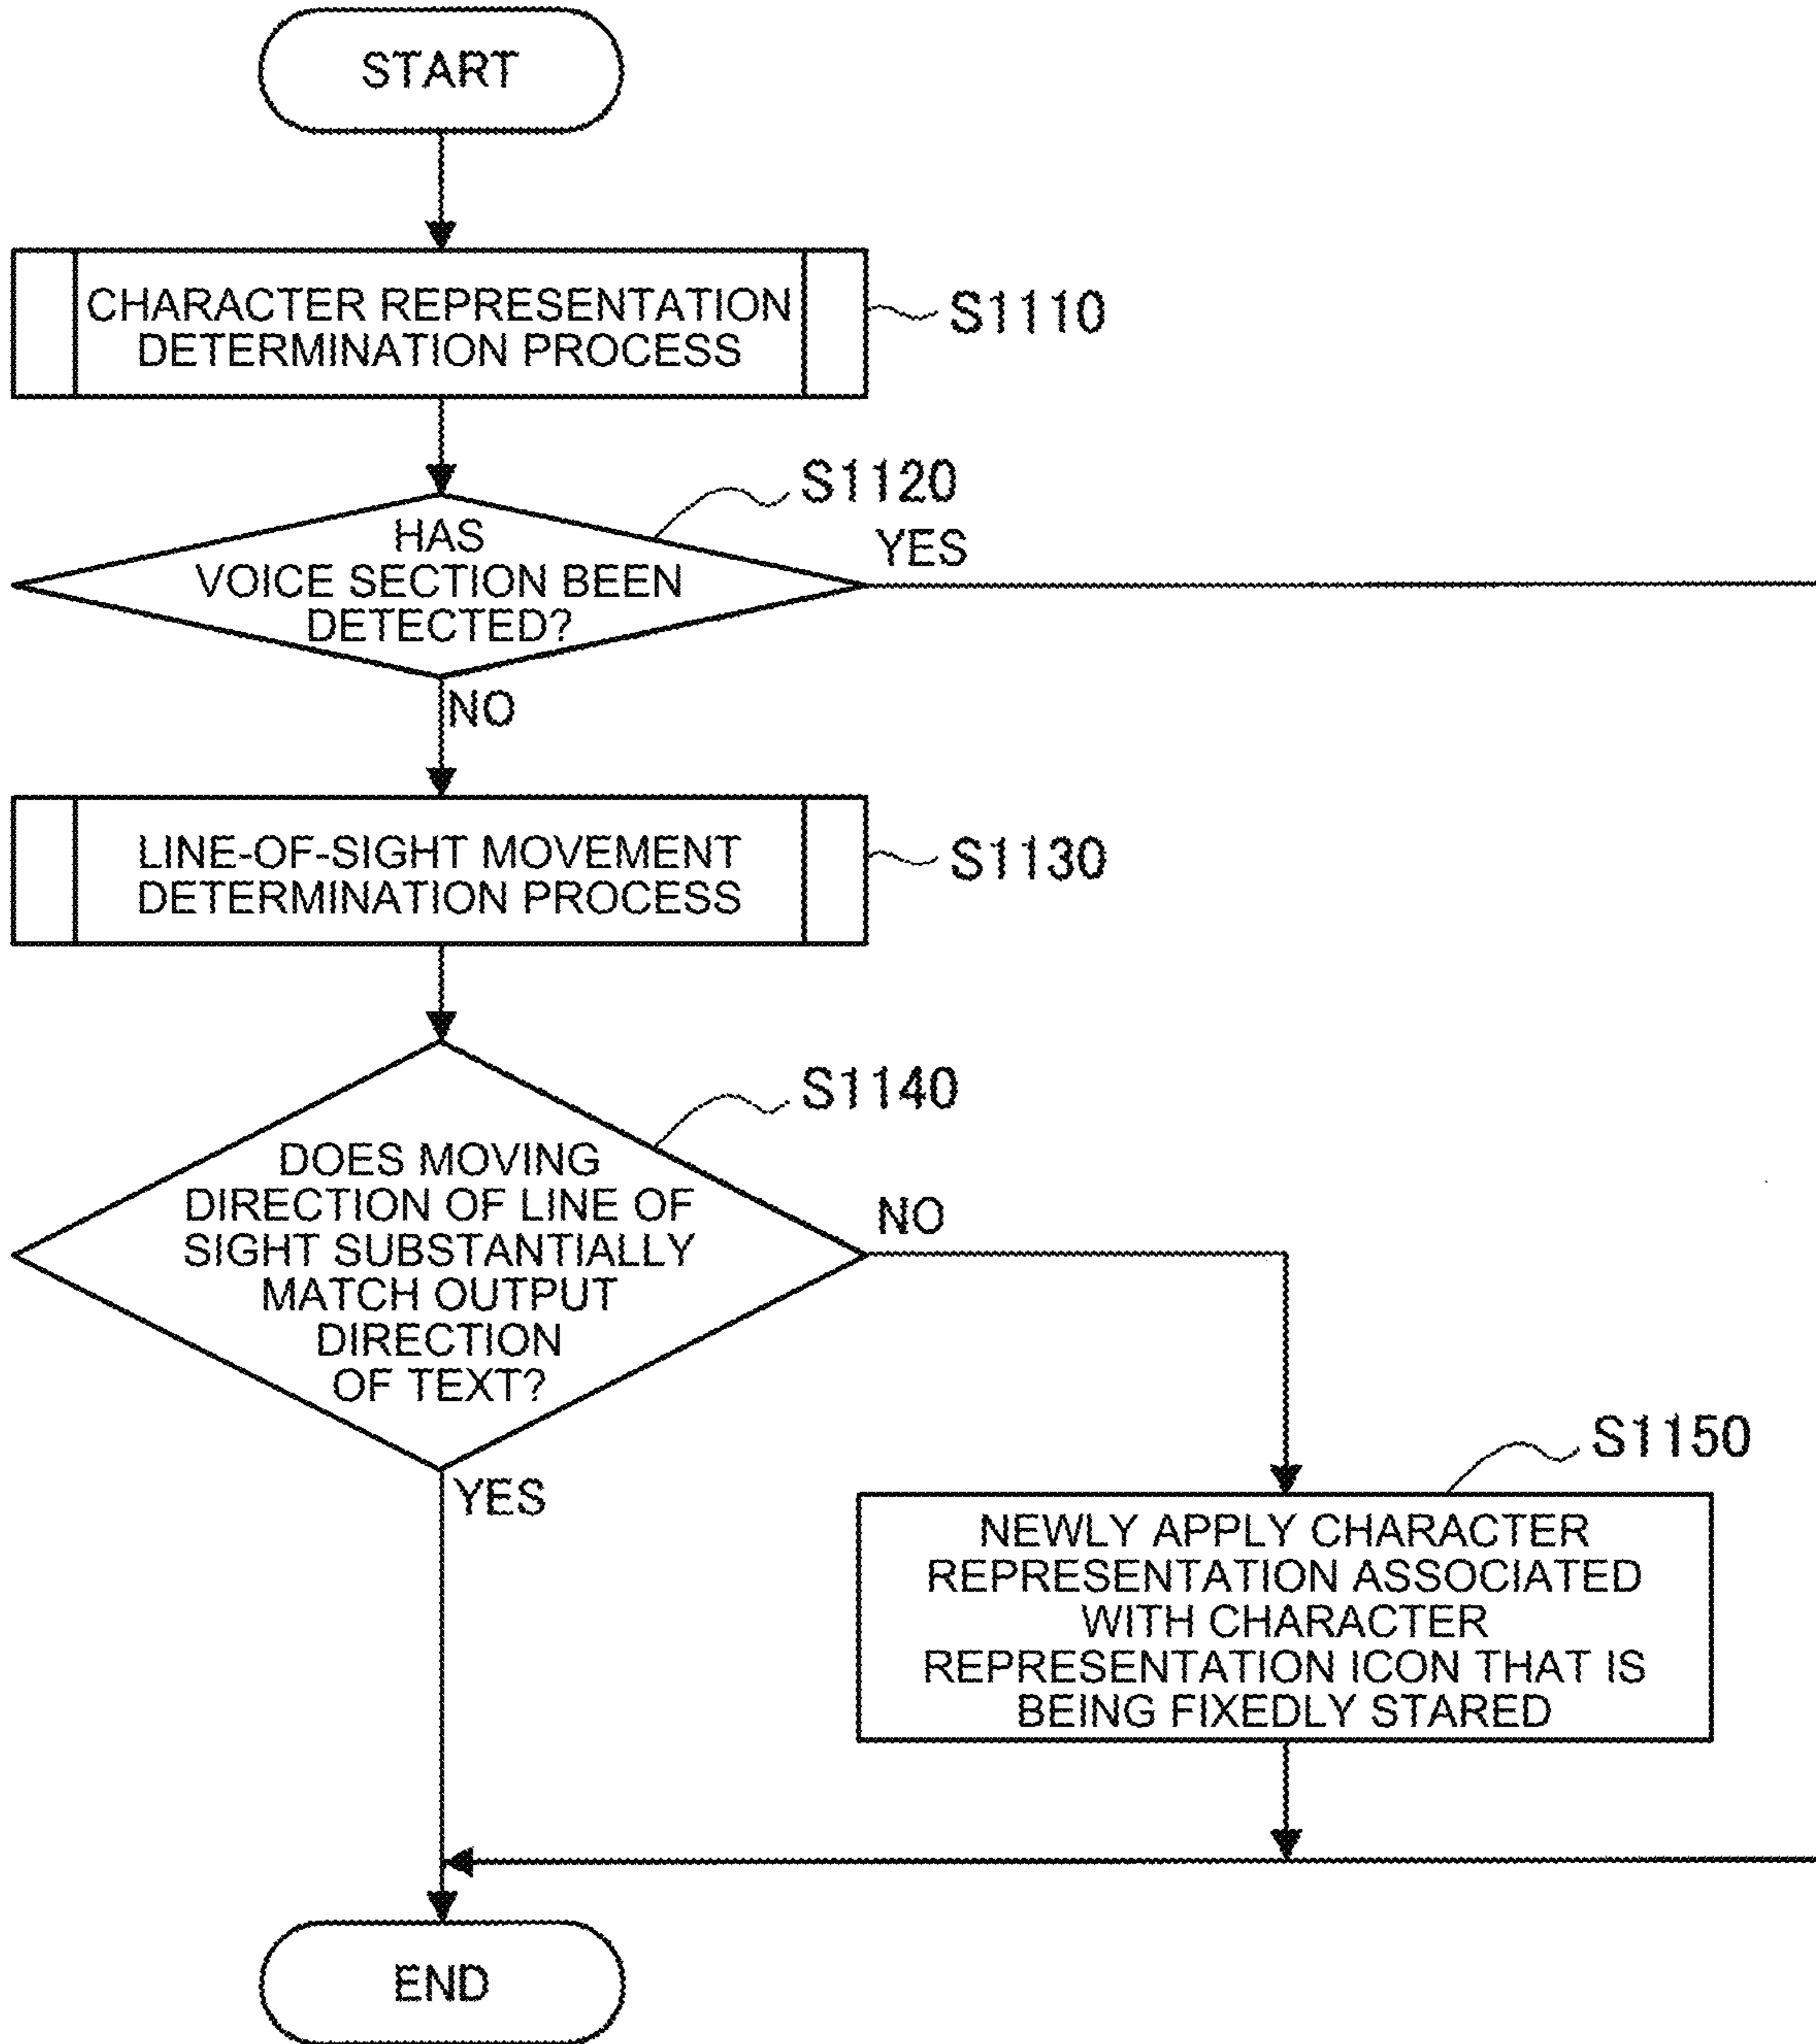 START
CHARACTER REPRESENTATION
DETERMINATION PROCESS
S1110
S1120
HAS
VOICE SECTION BEEN
DETECTED?
YES
NO
LINE-OF-SIGHT MOVEMENT
DETERMINATION PROCESS
S1130
S1140
DOES MOVING
DIRECTION OF LINE OF
SIGHT SUBSTANTIALLY
MATCH OUTPUT
DIRECTION
OF TEXT?
NO
YES
S1150
NEWLY APPLY CHARACTER
REPRESENTATION ASSOCIATED
WITH CHARACTER
REPRESENTATION ICON THAT IS
BEING FIXEDLY STARED
END